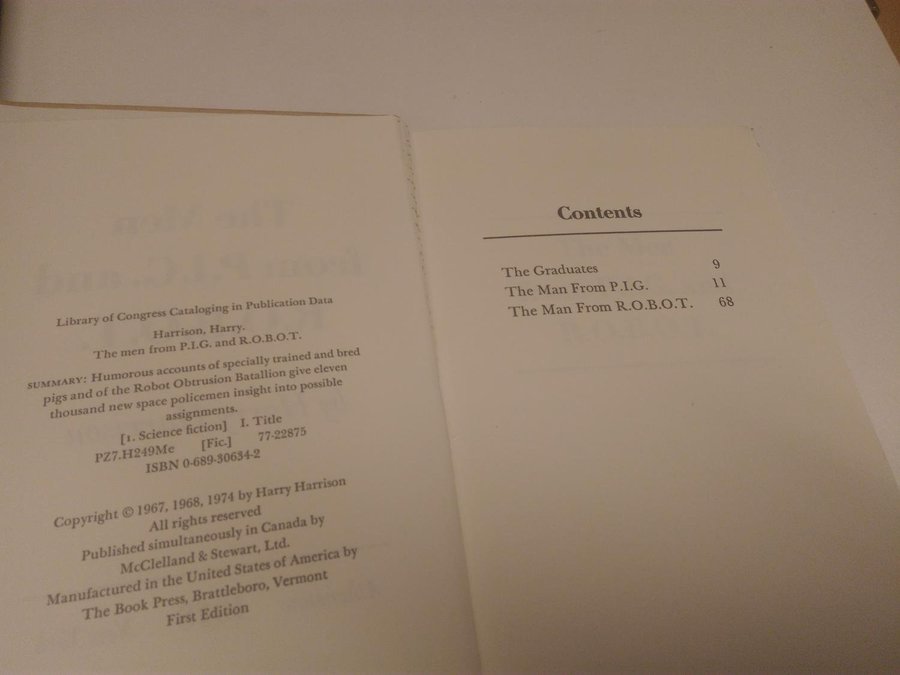 Library of Congress Cataloging in Publication Data
Harrison, Harry.
The men from P.I.G. and R.O.B.O.T.
SUMMARY: Humorous accounts of specially trained and bred
pigs and of the Robot Obtrusion Batallion give eleven
thousand new space policemen insight into possible
assignments.
[1. Science fiction] I. Title
PZ7.H249Me [Fic.] 77-22875
ISBN 0-689-30634-2
Copyright © 1967, 1968, 1974 by Harry Harrison
All rights reserved
Published simultaneously in Canada by
McClelland & Stewart, Ltd.
Manufactured in the United States of America by
The Book Press, Brattleboro, Vermont
First Edition
Contents
The Graduates 9
The Man From P.I.G. 11
The Man From R.O.B.O.T. 68